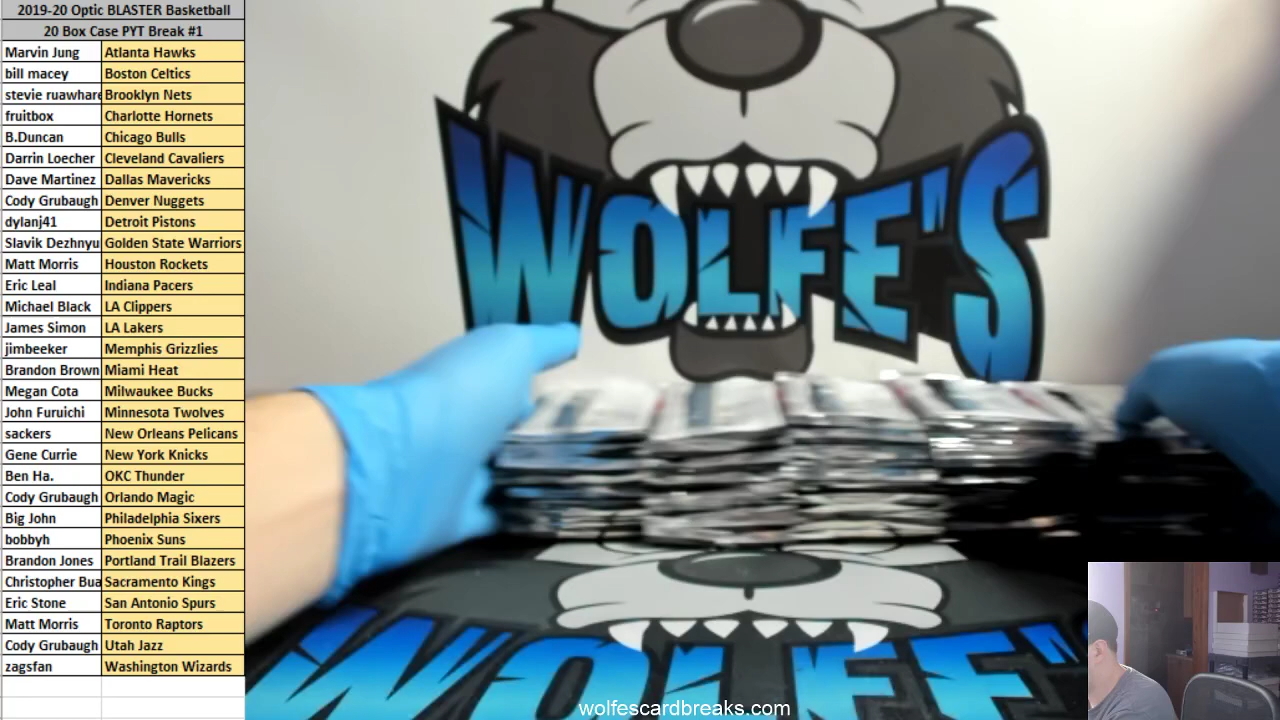 2019-20 Optic BLASTER Basketball
20 Box Case PYT Break #1
Marvin Jung Atlanta Hawks
bill macey Boston Celtics
stevie ruawhare Brooklyn Nets
fruitbox Charlotte Hornets
B.Duncan Chicago Bulls
Darrin Loecher Cleveland Cavaliers
Dave Martinez Dallas Mavericks
Cody Grubaugh Denver Nuggets
dylanj41 Detroit Pistons
Slavik Dezhnyu Golden State Warriors
Matt Morris Houston Rockets
Eric Leal Indiana Pacers
Michael Black LA Clippers
James Simon LA Lakers
jimbeeker Memphis Grizzlies
Brandon Brown Miami Heat
Megan Cota Milwaukee Bucks
John Furuichi Minnesota Twolves
sackers New Orleans Pelicans
Gene Currie New York Knicks
Ben Ha. OKC Thunder
Cody Grubaugh Orlando Magic
Big John Philadelphia Sixers
bobbyh Phoenix Suns
Brandon Jones Portland Trail Blazers
Christopher Bua Sacramento Kings
Eric Stone San Antonio Spurs
Matt Morris Toronto Raptors
Cody Grubaugh Utah Jazz
zagsfan Washington Wizards
WOLFE'S
WOLFE'
wolfescardbreaks.com